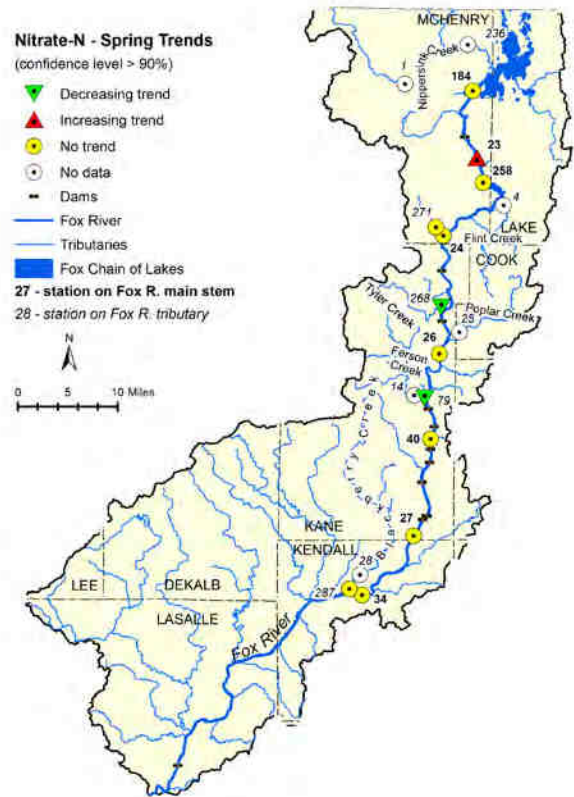 Nitrate-N - Spring Trends
(confidence level > 90%)
Decreasing trend
Increasing trend
No trend
No data
Dams
Fox River
Tributaries
Fox Chain of Lakes
27 - station on Fox R. main stem
28 - station on Fox R. tributary
N
0 5 10 Miles
MCHENRY
236
Nippersink Creek
1
184
23
258
4
271
LAKE
Flint Creek
24
COOK
268
Tyler Creek
Poplar Creek
25
26
Ferson
Creek
14
79
40
Blackberry Creek
KANE
27
KENDALL
28
LEE
DEKALB
287
34
LASALLE
Fox River